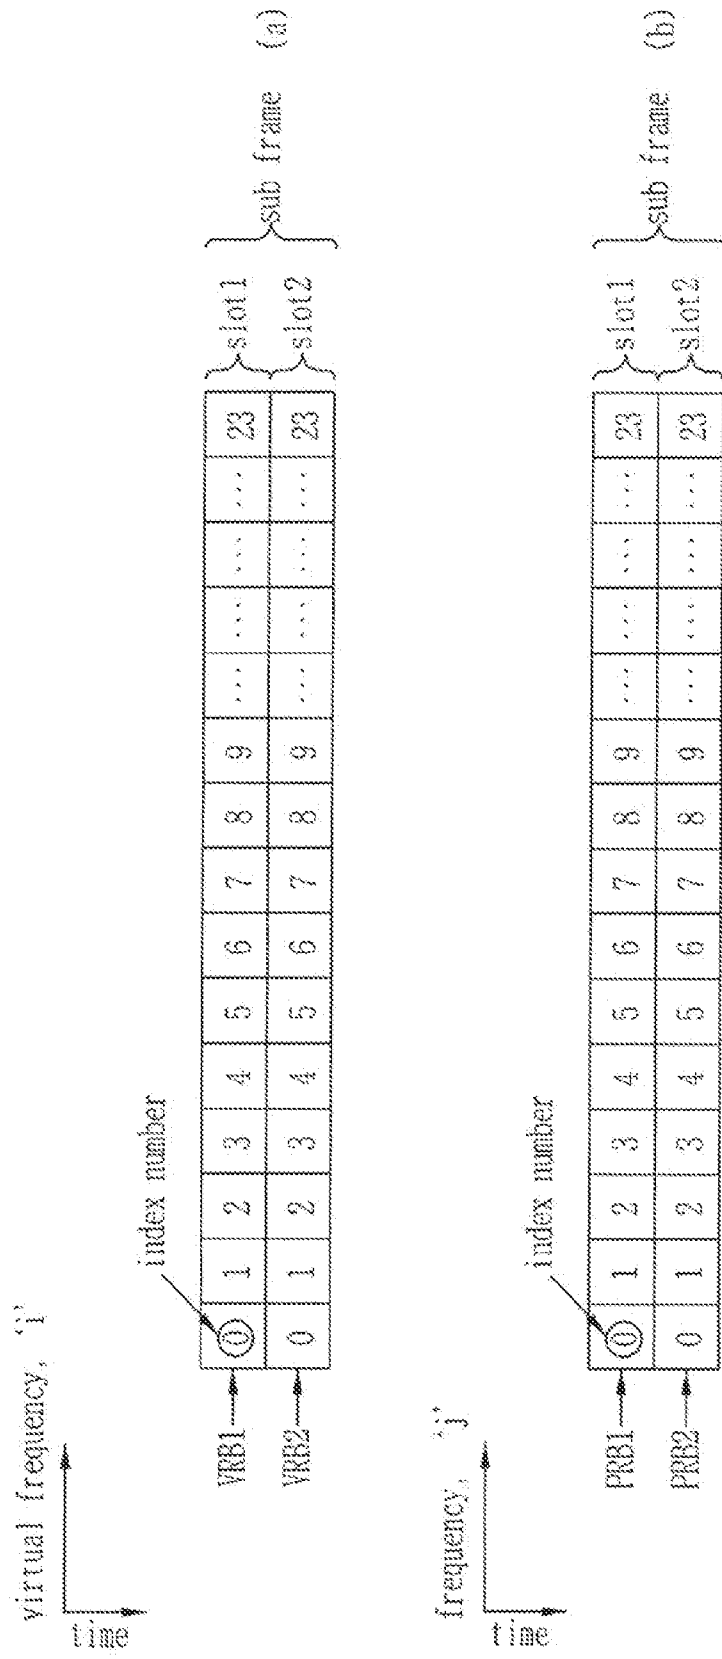 virtual frequency, 'i'
time
index number
VRB1 0 1 2 3 4 5 6 7 8 9 ... ... ... ... 23 slot1
VRB2 0 1 2 3 4 5 6 7 8 9 ... ... ... ... 23 slot2
sub frame (a)
frequency, 'j'
time
index number
PRB1 0 1 2 3 4 5 6 7 8 9 ... ... ... ... 23 slot1
PRB2 0 1 2 3 4 5 6 7 8 9 ... ... ... ... 23 slot2
sub frame (b)